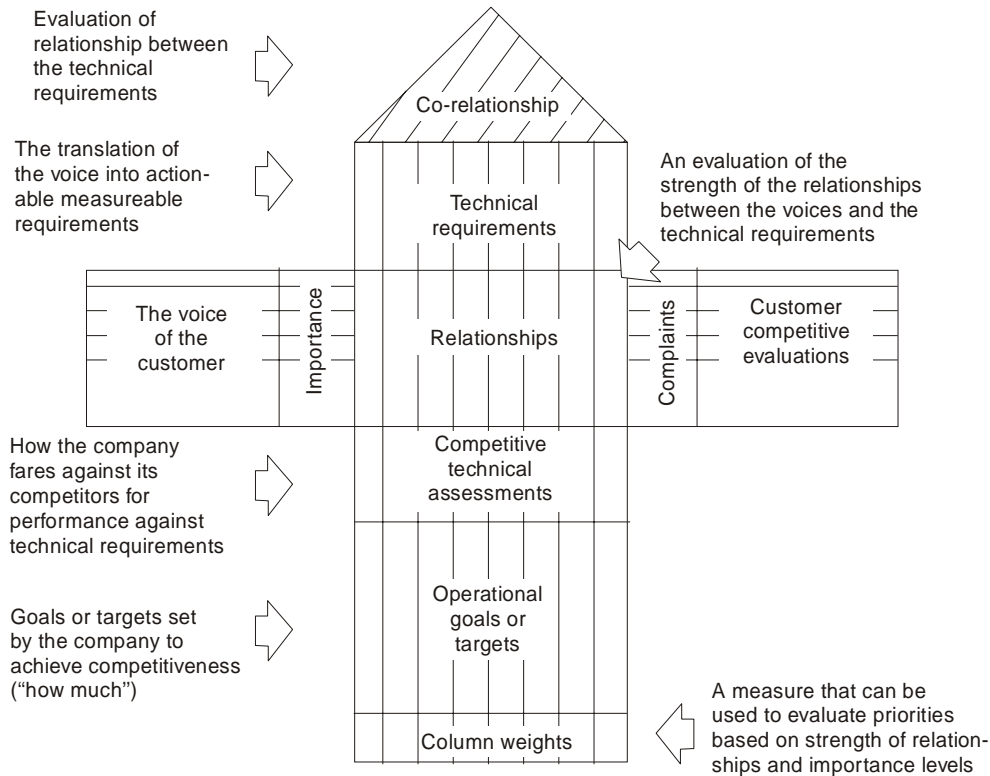 Evaluation of
relationship between
the technical
requirements
Co-relationship
The translation of
the voice into action-
able measureable
requirements
Technical
requirements
An evaluation of the
strength of the relationships
between the voices and the
technical requirements
The voice
of the
customer
Importance
Relationships
Complaints
Customer
competitive
evaluations
How the company
fares against its
competitors for
performance against
technical requirements
Competitive
technical
assessments
Goals or targets set
by the company to
achieve competitiveness
(“how much”)
Operational
goals or
targets
Column weights
A measure that can be
used to evaluate priorities
based on strength of relation-
ships and importance levels